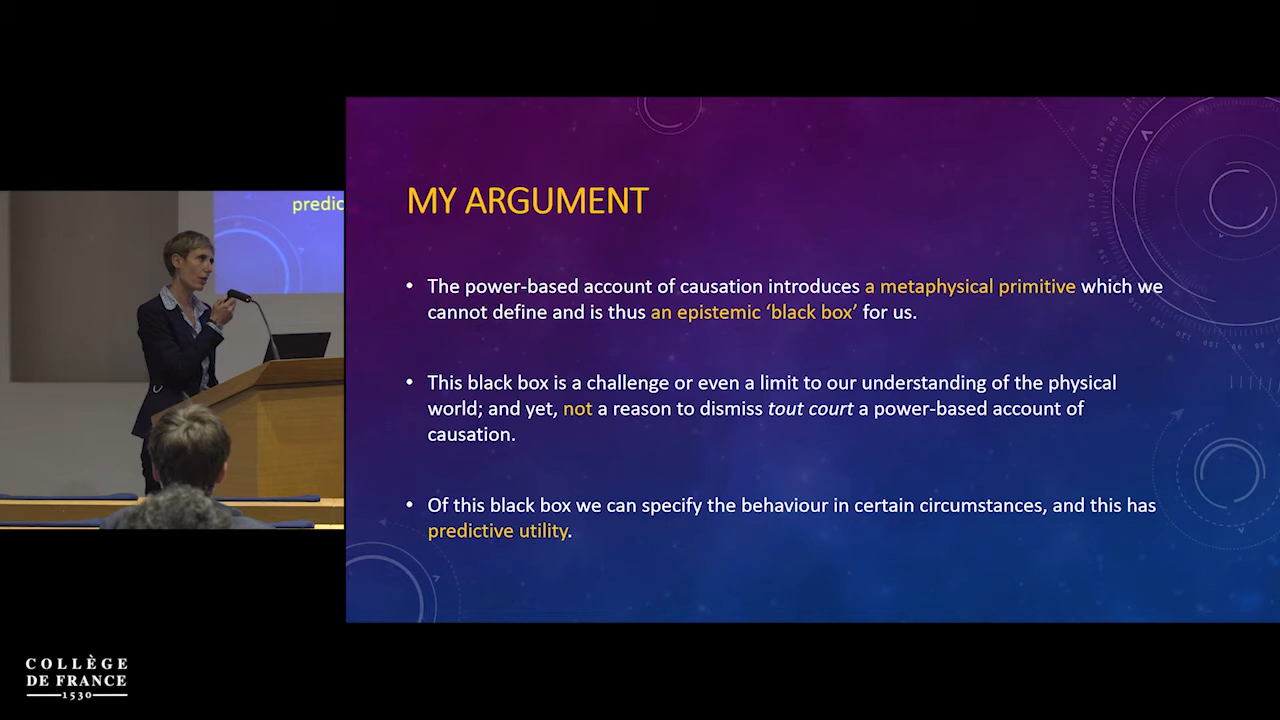 predic
MY ARGUMENT
• The power-based account of causation introduces a metaphysical primitive which we
cannot define and is thus an epistemic ‘black box’ for us.
• This black box is a challenge or even a limit to our understanding of the physical
world; and yet, not a reason to dismiss tout court a power-based account of
causation.
• Of this black box we can specify the behaviour in certain circumstances, and this has
predictive utility.
COLLÈGE
DE FRANCE
1530